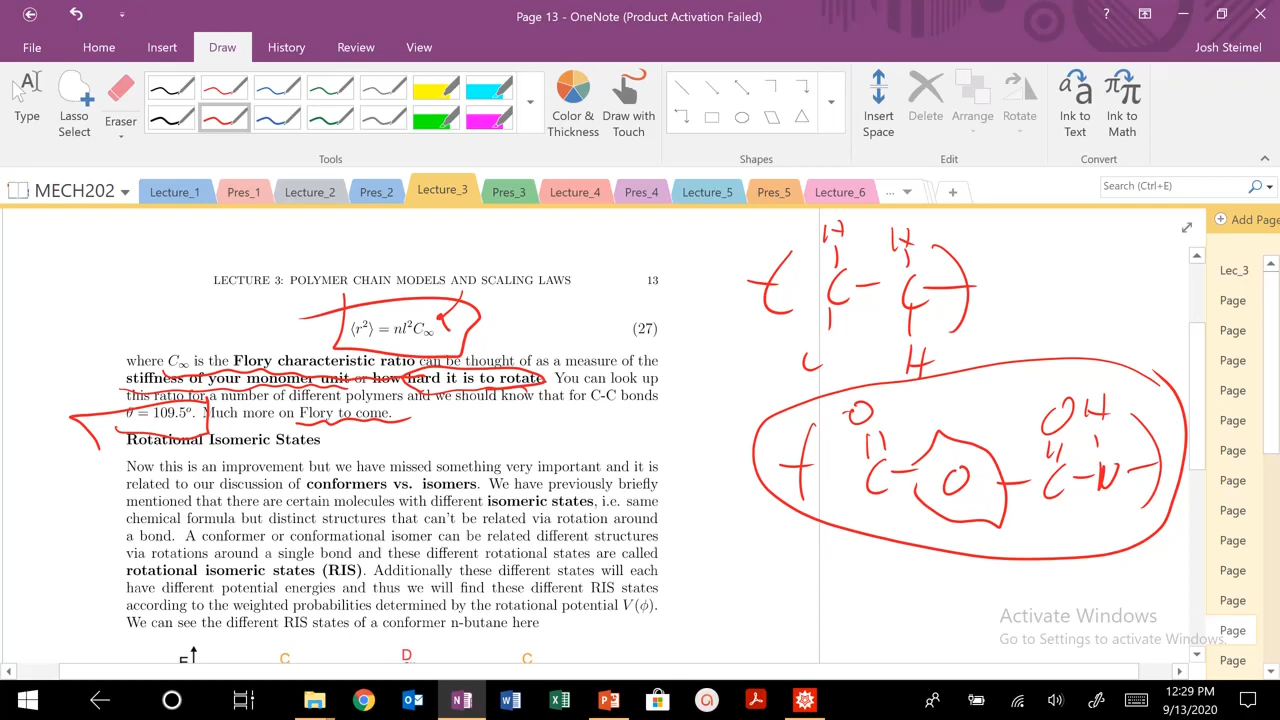 Page 13 - OneNote (Product Activation Failed)
?
File
Home
Insert
Draw
History
Review
View
Josh Steimel
Type
Lasso Select
Eraser
Color & Thickness
Draw with Touch
Insert Space
Delete
Arrange
Rotate
Ink to Text
Ink to Math
Tools
Shapes
Edit
Convert
MECH202
Lecture_1
Pres_1
Lecture_2
Pres_2
Lecture_3
Pres_3
Lecture_4
Pres_4
Lecture_5
Pres_5
Lecture_6
...
Search (Ctrl+E)
Add Page
LECTURE 3: POLYMER CHAIN MODELS AND SCALING LAWS 13
⟨r²⟩ = nl²C∞ (27)
where C∞ is the Flory characteristic ratio can be thought of as a measure of the
stiffness of your monomer unit or how hard it is to rotate. You can look up
this ratio for a number of different polymers and we should know that for C-C bonds
θ = 109.5°. Much more on Flory to come.
Rotational Isomeric States
Now this is an improvement but we have missed something very important and it is
related to our discussion of conformers vs. isomers. We have previously briefly
mentioned that there are certain molecules with different isomeric states, i.e. same
chemical formula but distinct structures that can't be related via rotation around
a bond. A conformer or conformational isomer can be related different structures
via rotations around a single bond and these different rotational states are called
rotational isomeric states (RIS). Additionally these different states will each
have different potential energies and thus we will find these different RIS states
according to the weighted probabilities determined by the rotational potential V(ϕ).
We can see the different RIS states of a conformer n-butane here
E C D C
H H
C - C
H
O O H
C - O - C - N
Lec_3
Page
Page
Page
Page
Page
Page
Page
Page
Page
Page
Page
Page
Page
Activate Windows
Go to Settings to activate Windows.
12:29 PM
9/13/2020